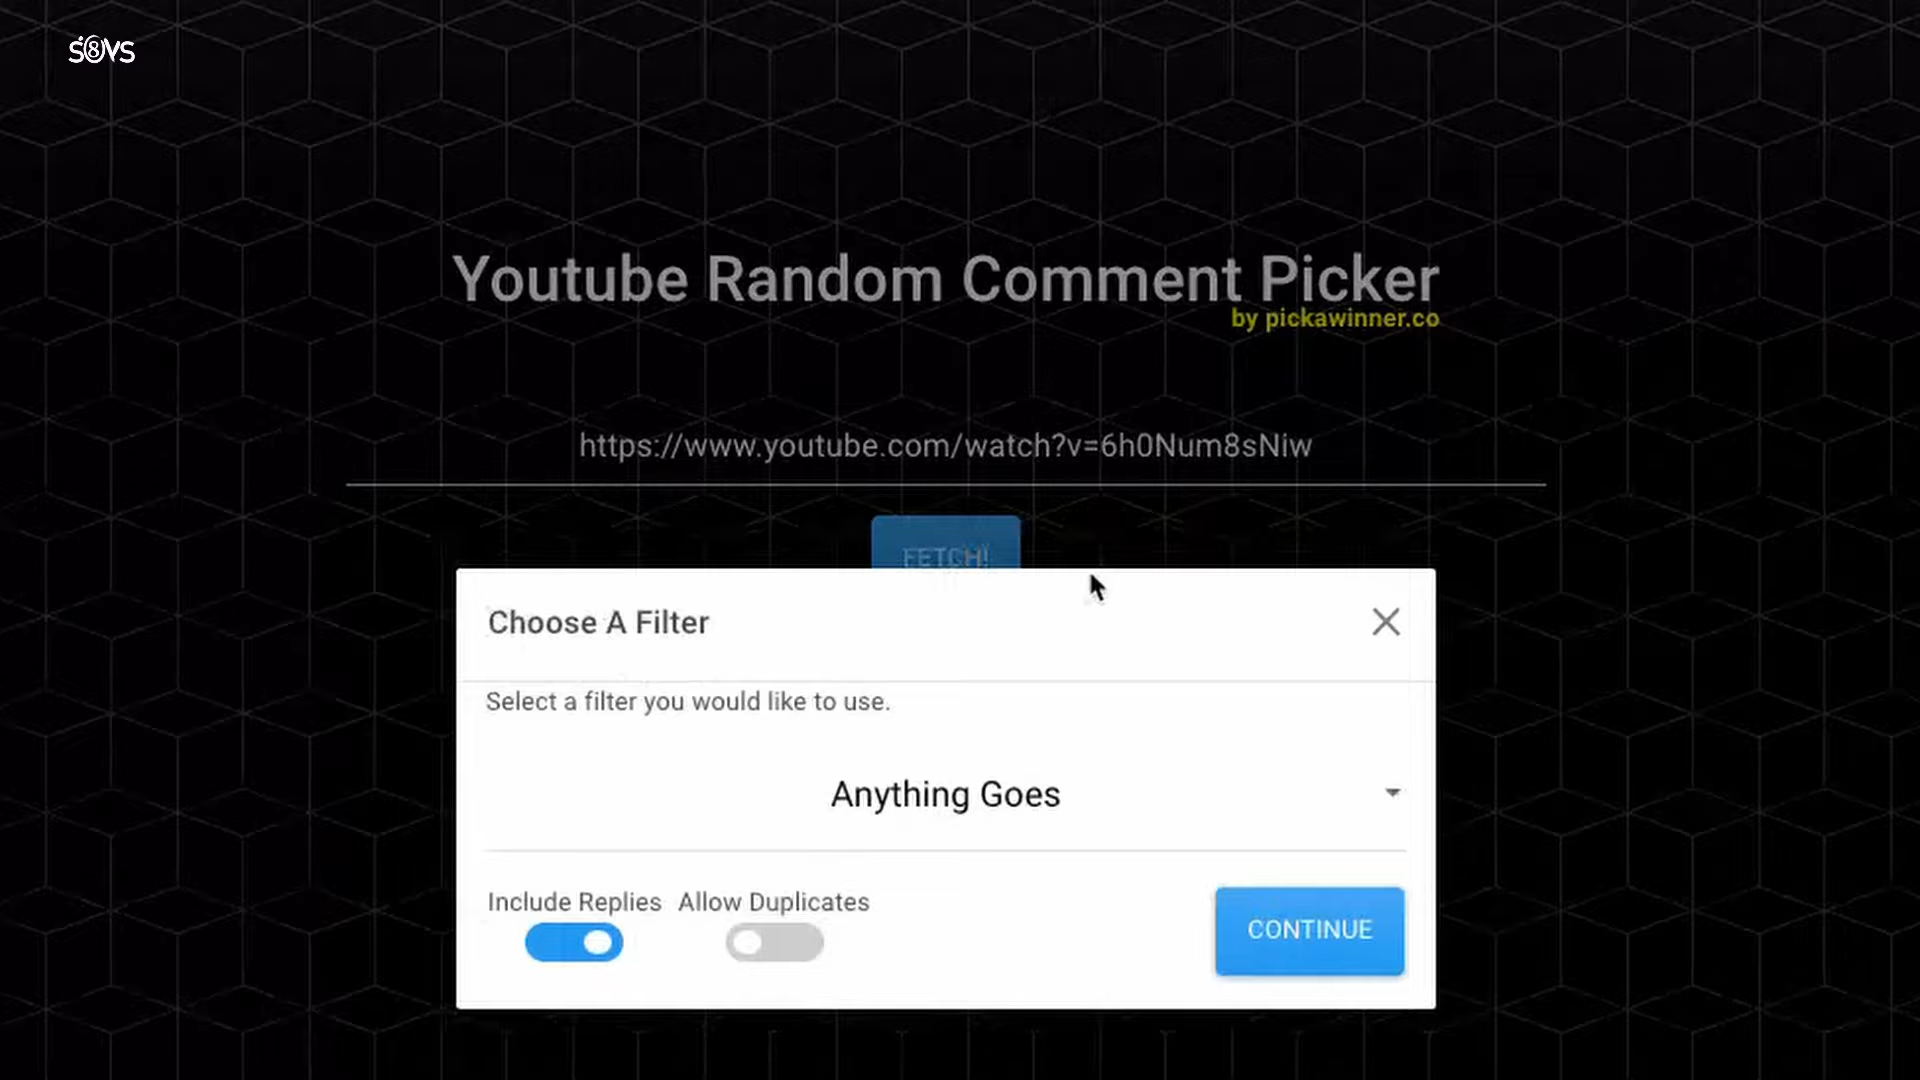 S8VS
Youtube Random Comment Picker
by pickawinner.co
https://www.youtube.com/watch?v=6h0Num8sNiw
FETCH!
Choose A Filter
Select a filter you would like to use.
Anything Goes
Include Replies Allow Duplicates
CONTINUE